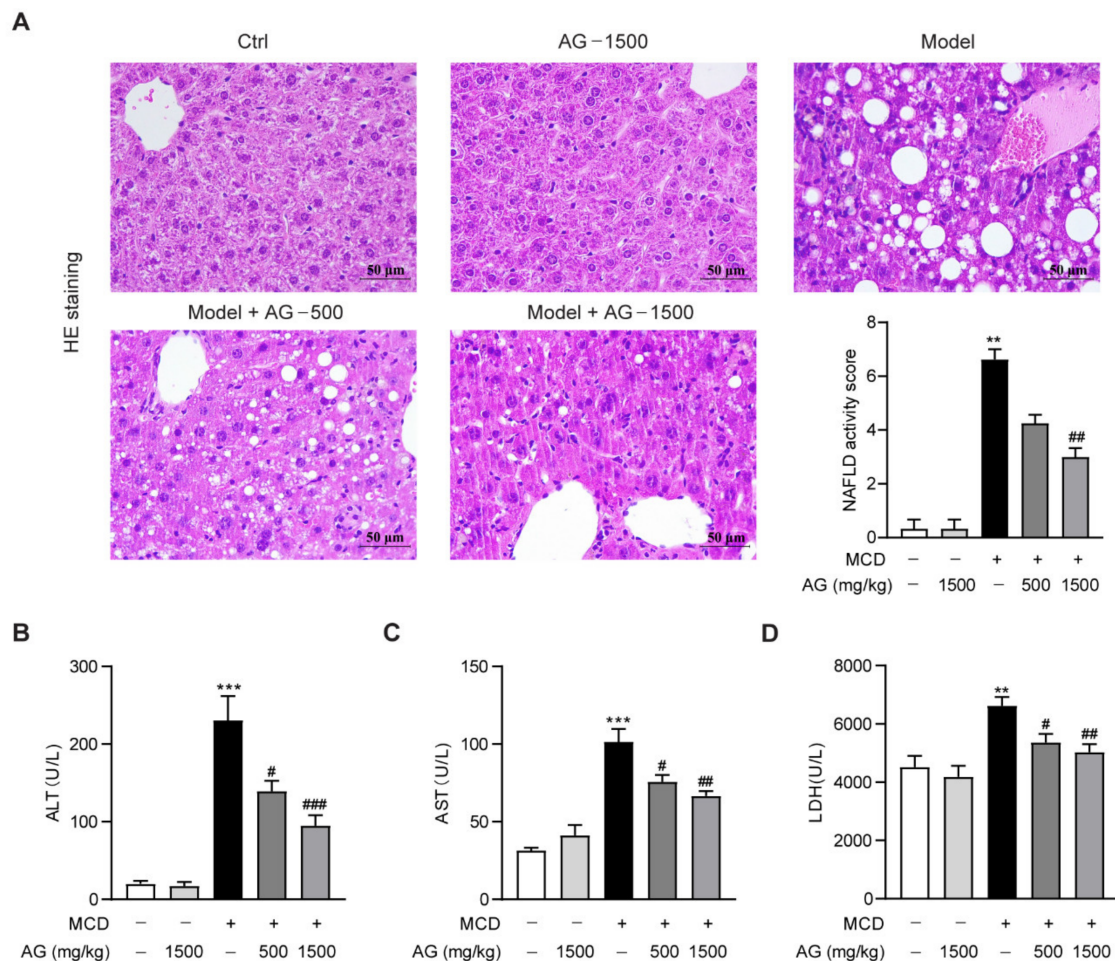 A
Ctrl
AG－1500
Model
HE staining
50 μm
50 μm
50 μm
Model + AG－500
Model + AG－1500
50 μm
50 μm
NAFLD activity score
8
6
4
2
0
**
##
MCD － － + + +
AG (mg/kg) － 1500 － 500 1500
B
ALT (U/L)
300
200
100
0
***
#
###
MCD － － + + +
AG (mg/kg) － 1500 － 500 1500
C
AST (U/L)
150
100
50
0
***
#
##
MCD － － + + +
AG (mg/kg) － 1500 － 500 1500
D
LDH(U/L)
8000
6000
4000
2000
0
**
#
##
MCD － － + + +
AG (mg/kg) － 1500 － 500 1500